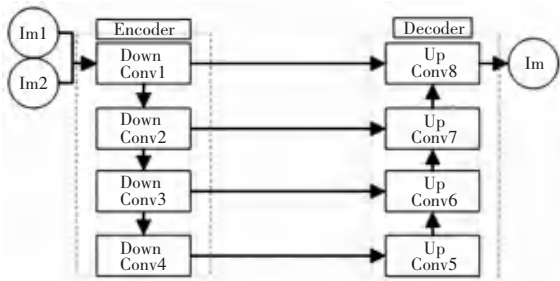 Im1
Im2
Encoder
Down
Conv1
Down
Conv2
Down
Conv3
Down
Conv4
Decoder
Up
Conv8
Up
Conv7
Up
Conv6
Up
Conv5
Im